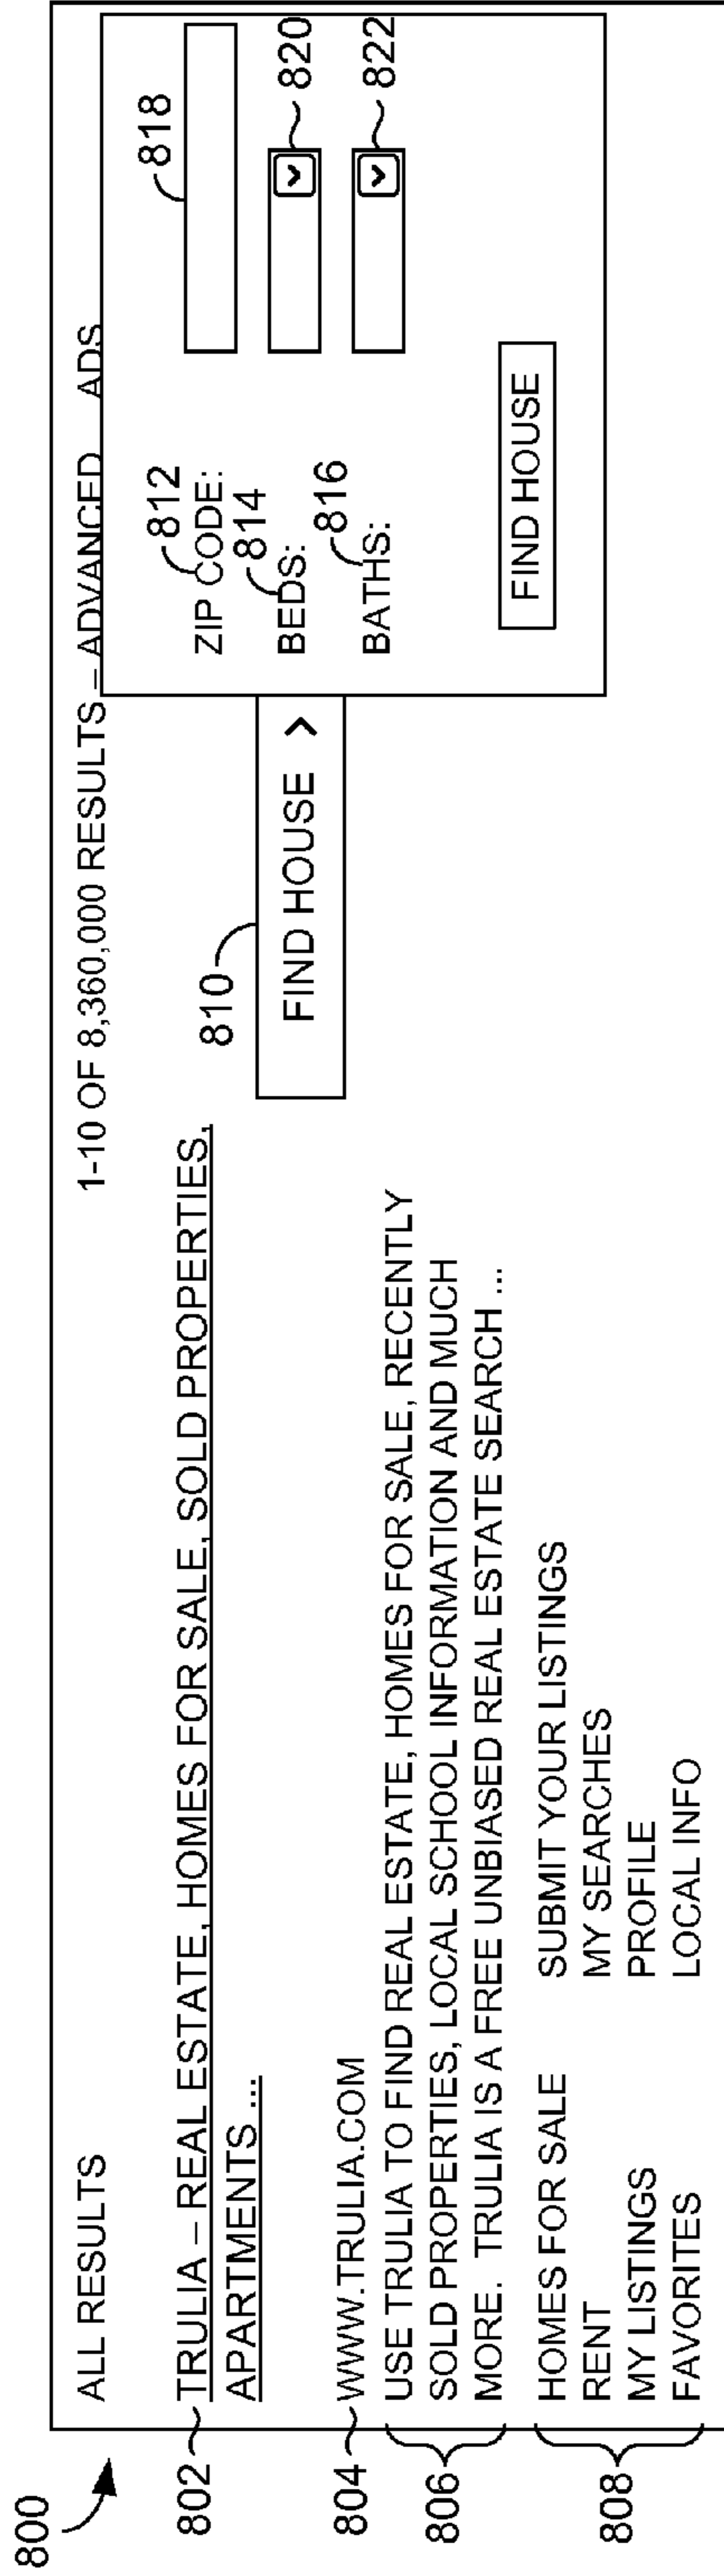 800
ALL RESULTS
1-10 OF 8,360,000 RESULTS – ADVANCED ADS
802
TRULIA – REAL ESTATE, HOMES FOR SALE, SOLD PROPERTIES,
APARTMENTS ...
804
WWW.TRULIA.COM
806
USE TRULIA TO FIND REAL ESTATE, HOMES FOR SALE, RECENTLY
SOLD PROPERTIES, LOCAL SCHOOL INFORMATION AND MUCH
MORE. TRULIA IS A FREE UNBIASED REAL ESTATE SEARCH ...
808
HOMES FOR SALE
RENT
MY LISTINGS
FAVORITES
SUBMIT YOUR LISTINGS
MY SEARCHES
PROFILE
LOCAL INFO
810
FIND HOUSE >
812
ZIP CODE:
818
814
BEDS:
820
816
BATHS:
822
FIND HOUSE